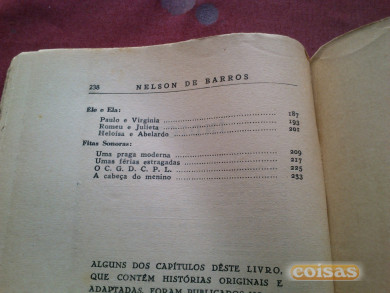 238 NELSON DE BARROS
Ele e Ela:
Paulo e Virginia 187
Romeu e Julieta 193
Heloisa e Abelardo 201
Fitas Sonoras:
Uma praga moderna 209
Umas férias estragadas 217
O C. G. D. C. P. L. 225
A cabeça do menino 232
ALGUNS DOS CAPÍTULOS DÊSTE LIVRO,
QUE CONTÉM HISTÓRIAS ORIGINAIS E
ADAPTADAS, FORAM PUBLICADOS
coisas